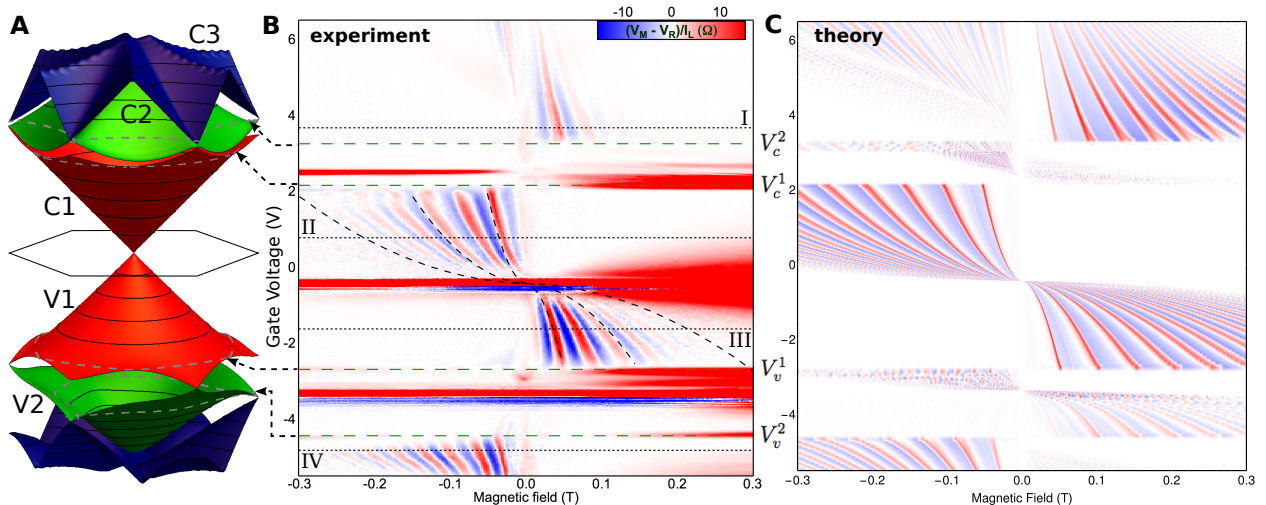 A
C3
C2
C1
V1
V2
B
experiment
-10 0 10
(V_M - V_R)/I_L (Ω)
6
4
2
0
-2
-4
Gate Voltage (V)
I
II
III
IV
-0.3 -0.2 -0.1 0.0 0.1 0.2 0.3
Magnetic field (T)
V_c^2
V_c^1
V_v^1
V_v^2
C
theory
6
4
2
0
−2
−4
−0.3 −0.2 −0.1 0.0 0.1 0.2 0.3
Magnetic Field (T)